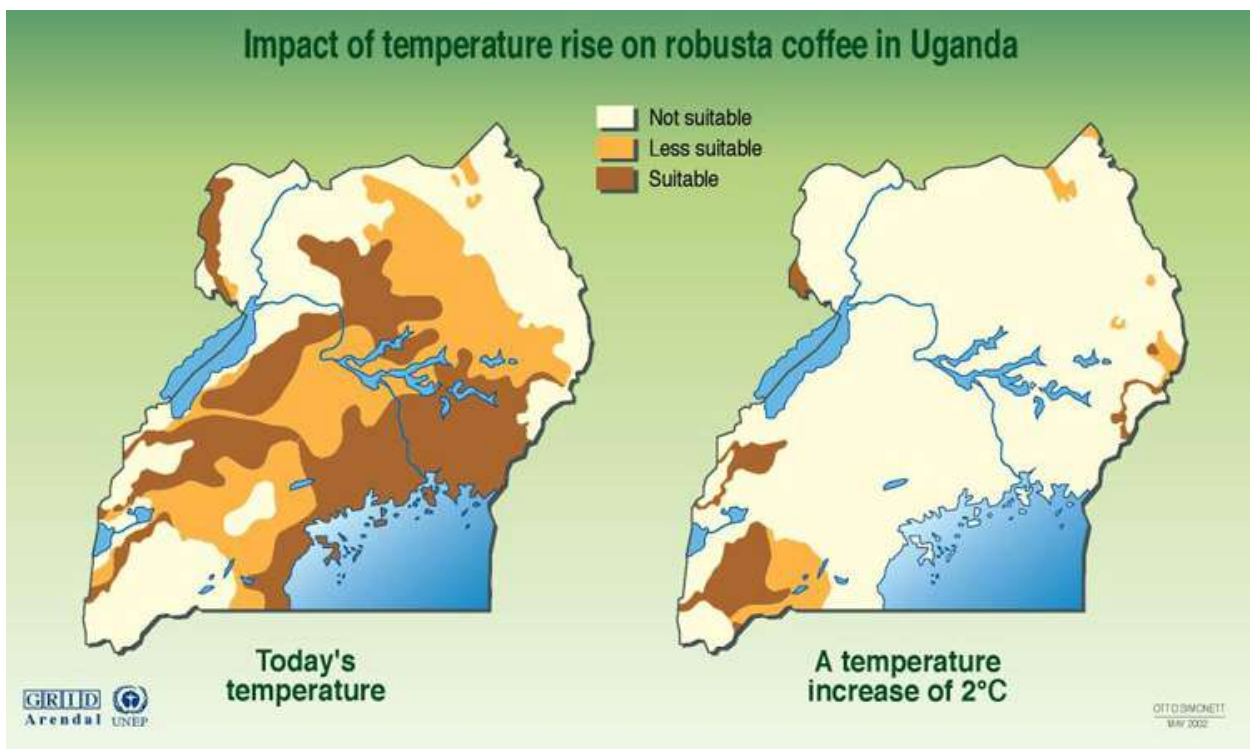 Impact of temperature rise on robusta coffee in Uganda
Not suitable
Less suitable
Suitable
Today's
temperature
A temperature
increase of 2°C
GRID
Arendal
UNEP
OTTO SIMONETT
MAY 2002